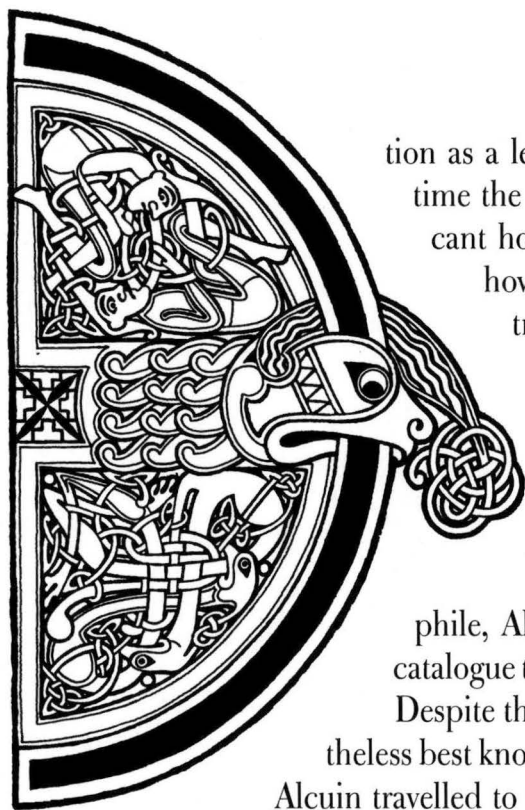 tion as a le
time the
cant ho
how
tr
phile, Al
catalogue t
Despite th
theless best kno
Alcuin travelled to